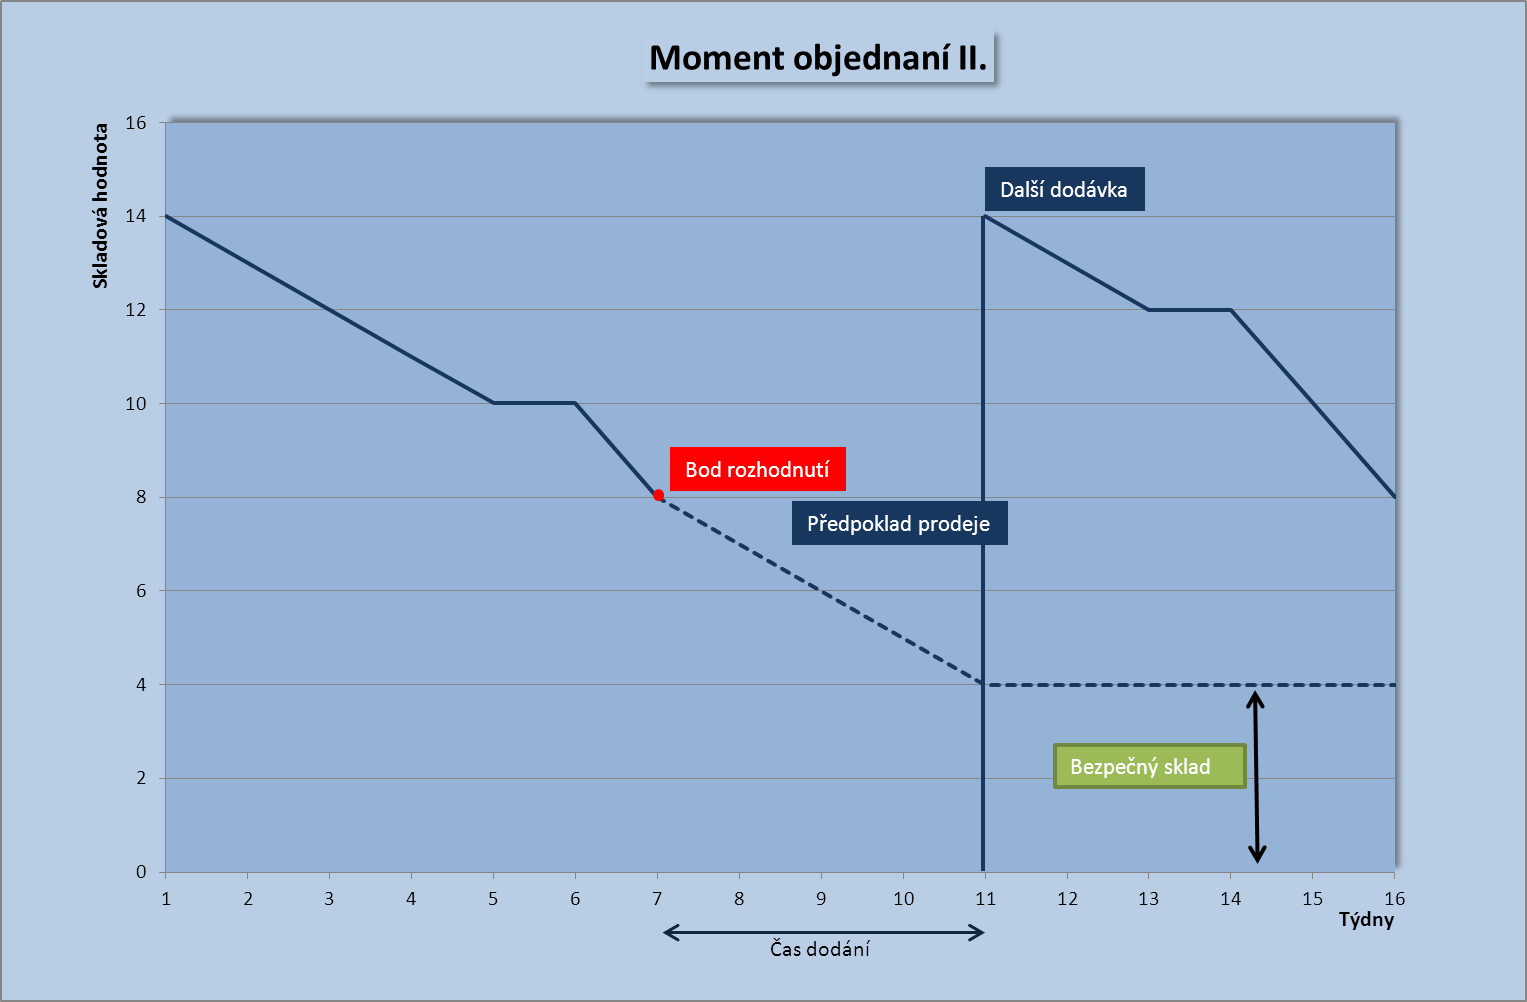 Moment objednaní II.
Skladová hodnota
16
14
12
10
8
6
4
2
0
Další dodávka
Bod rozhodnutí
Předpoklad prodeje
Bezpečný sklad
1 2 3 4 5 6 7 8 9 10 11 12 13 14 15 16
Týdny
Čas dodání